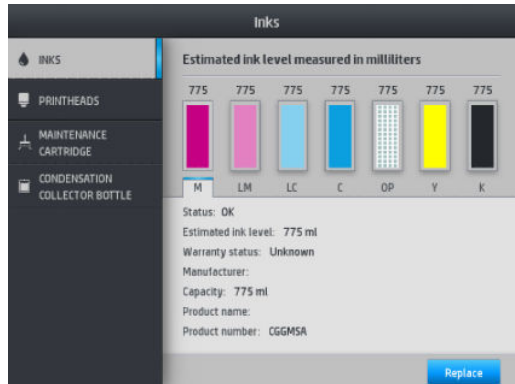 Inks
INKS
PRINTHEADS
MAINTENANCE
CARTRIDGE
CONDENSATION
COLLECTOR BOTTLE
Estimated ink level measured in milliliters
775 775 775 775 775 775 775
M LM LC C OP Y K
Status: OK
Estimated ink level: 775 ml
Warranty status: Unknown
Manufacturer:
Capacity: 775 ml
Product name:
Product number: CGGMSA
Replace